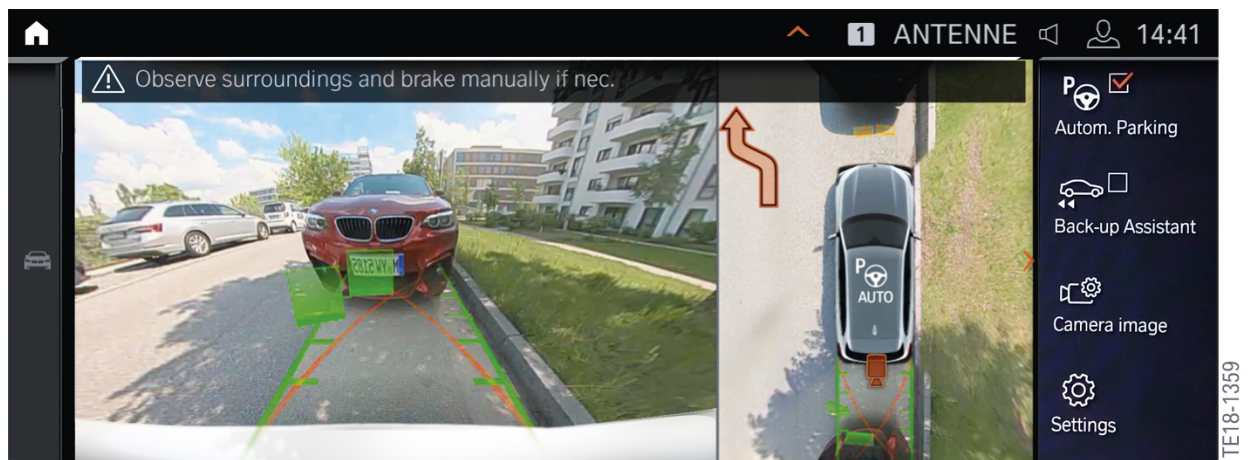 1 ANTENNE 14:41
Observe surroundings and brake manually if nec.
P
Autom. Parking
Back-up Assistant
P
AUTO
Camera image
Settings
TE18-1359